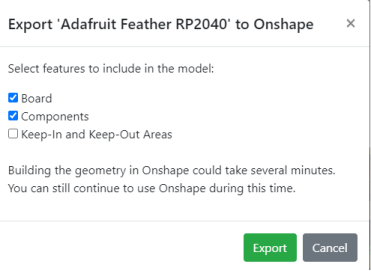 Export 'Adafruit Feather RP2040' to Onshape ×
Select features to include in the model:
Board
Components
Keep-In and Keep-Out Areas
Building the geometry in Onshape could take several minutes.
You can still continue to use Onshape during this time.
Export Cancel